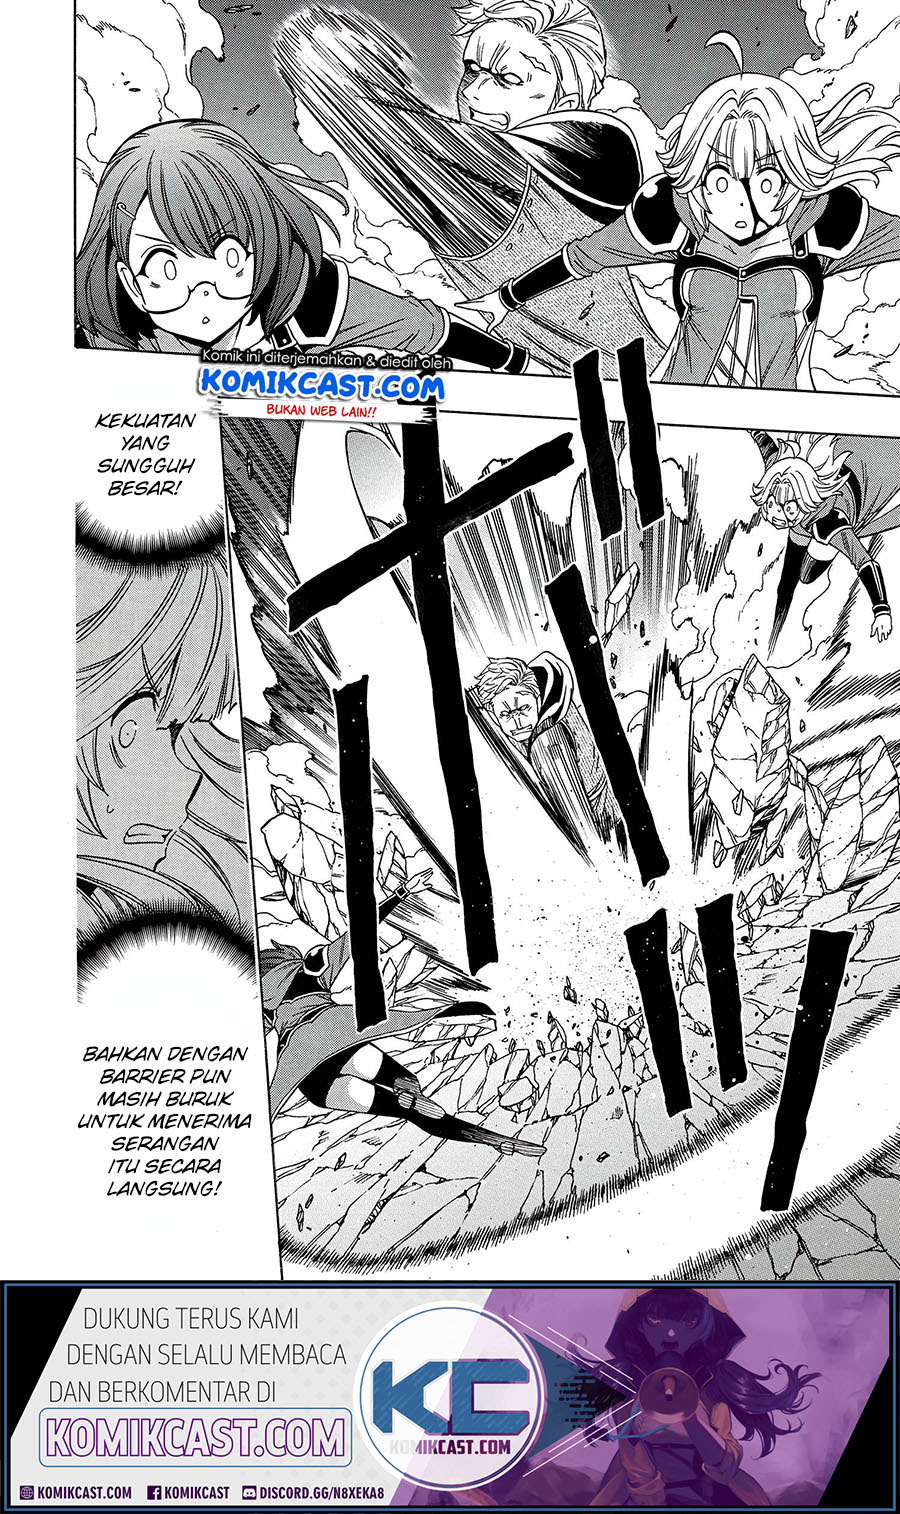 Komik ini diterjemahkan & diedit oleh
KOMIKCAST.COM
BUKAN WEB LAIN!!
KEKUATAN
YANG
SUNGGUH
BESAR!
BAHKAN DENGAN
BARRIER PUN
MASIH BURUK
UNTUK MENERIMA
SERANGAN
ITU SECARA
LANGSUNG!
DUKUNG TERUS KAMI
DENGAN SELALU MEMBACA
DAN BERKOMENTAR DI
KOMIKCAST.COM
KC
KOMIKCAST.COM
KOMIKCAST.COM KOMIKCAST DISCORD.GG/N8XEKA8